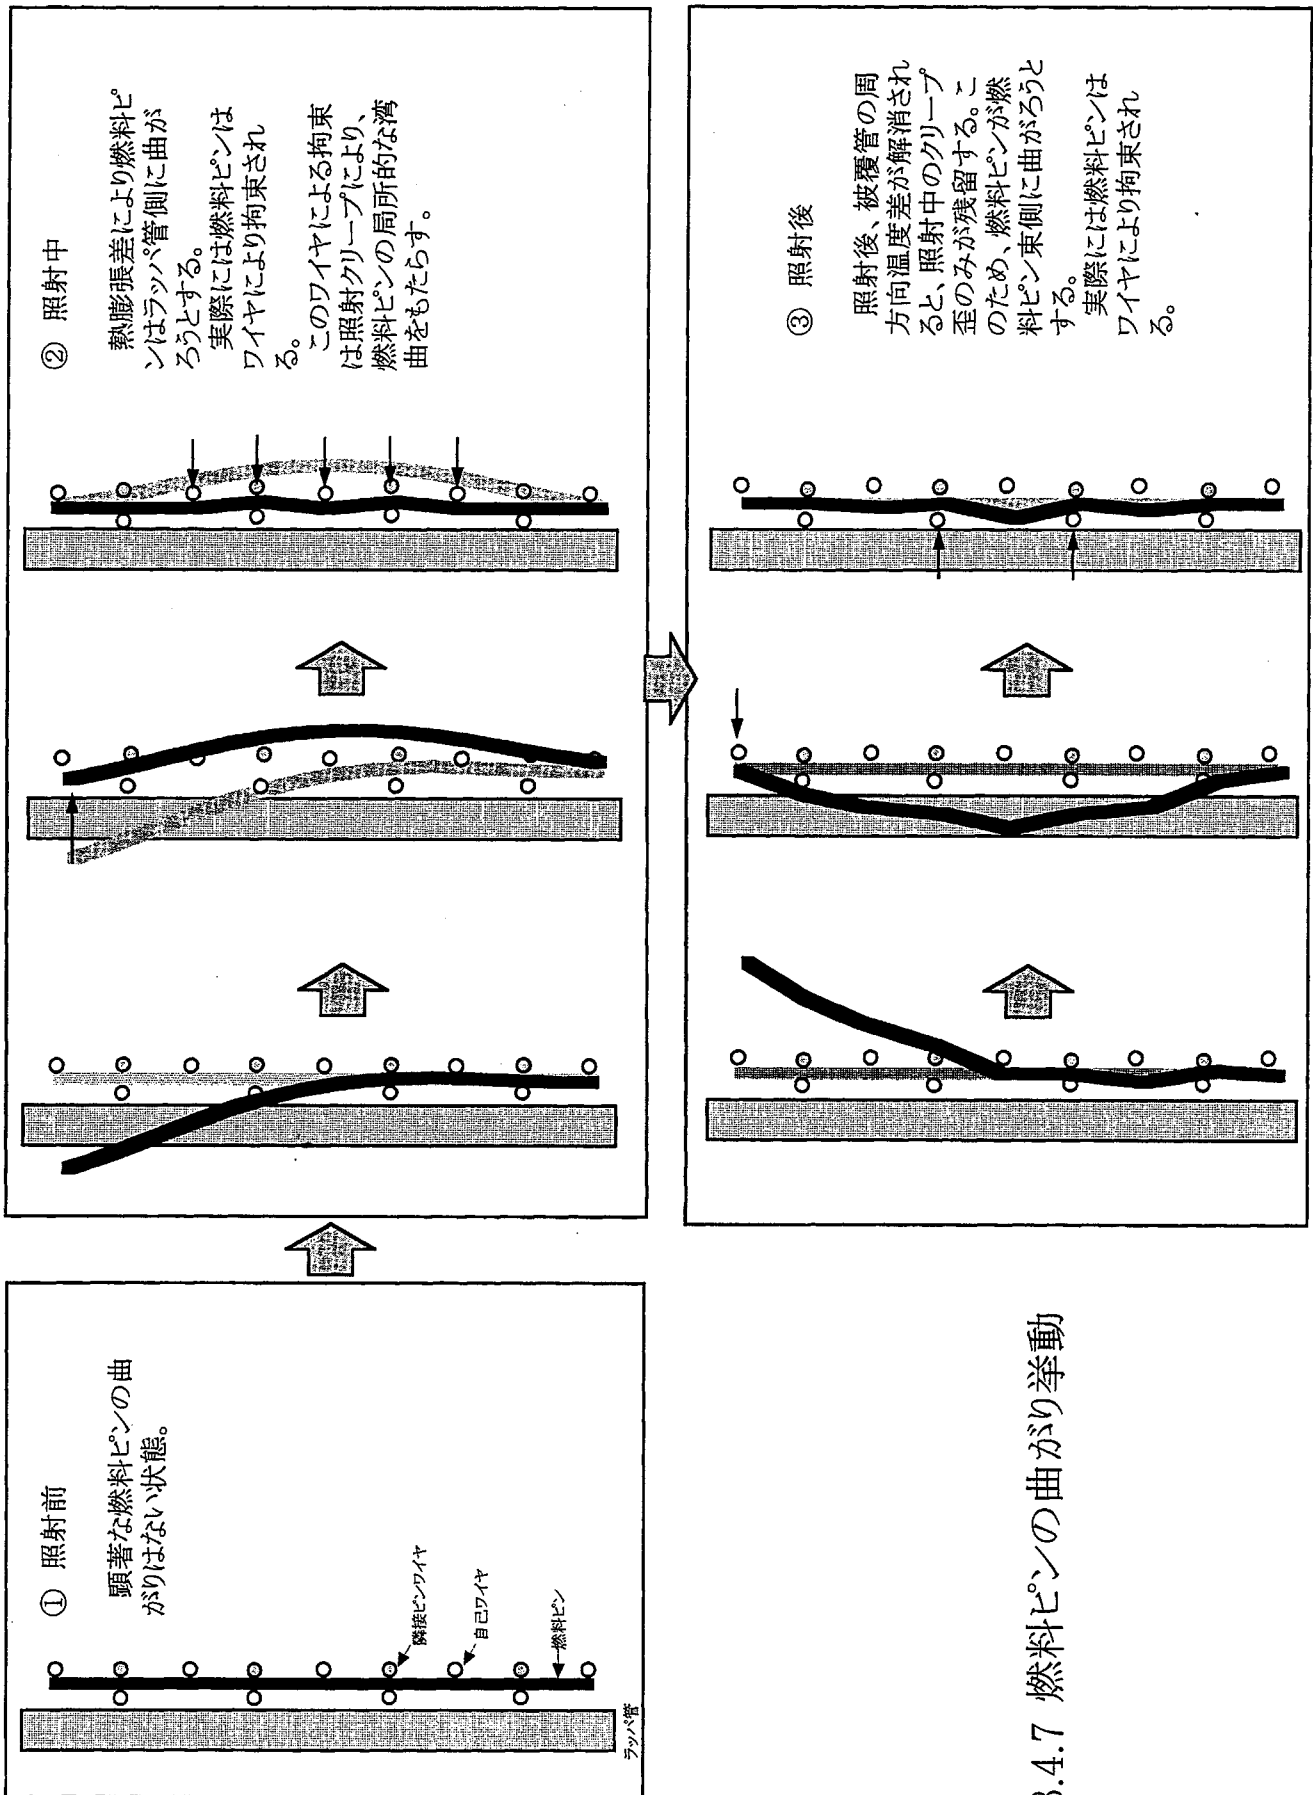 ① 照射前
顕著な燃料ピンの曲
がりはない状態。
隣接ピンワイヤ
自己ワイヤ
燃料ピン
ラッパ管
② 照射中
熱膨張差により燃料ピ
ンはラッパ管側に曲が
ろうとする。
実際には燃料ピンは
ワイヤにより拘束され
る。
このワイヤによる拘束
は照射クリープにより、
燃料ピンの局所的な湾
曲をもたらす。
③ 照射後
照射後、被覆管の周
方向温度差が解消され
ると、照射中のクリープ
歪のみが残留する。こ
のため、燃料ピンが燃
料ピン束側に曲がろうと
する。
実際には燃料ピンは
ワイヤにより拘束され
る。
3.4.7 燃料ピンの曲がり挙動